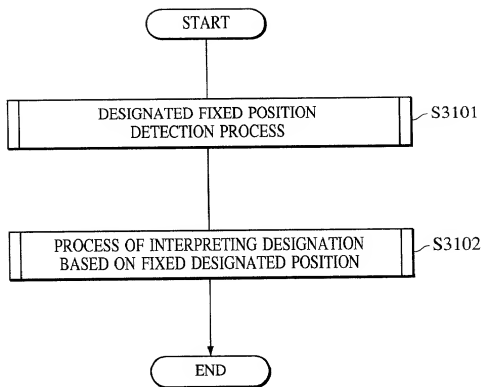 START
DESIGNATED FIXED POSITION
DETECTION PROCESS
S3101
PROCESS OF INTERPRETING DESIGNATION
BASED ON FIXED DESIGNATED POSITION
S3102
END